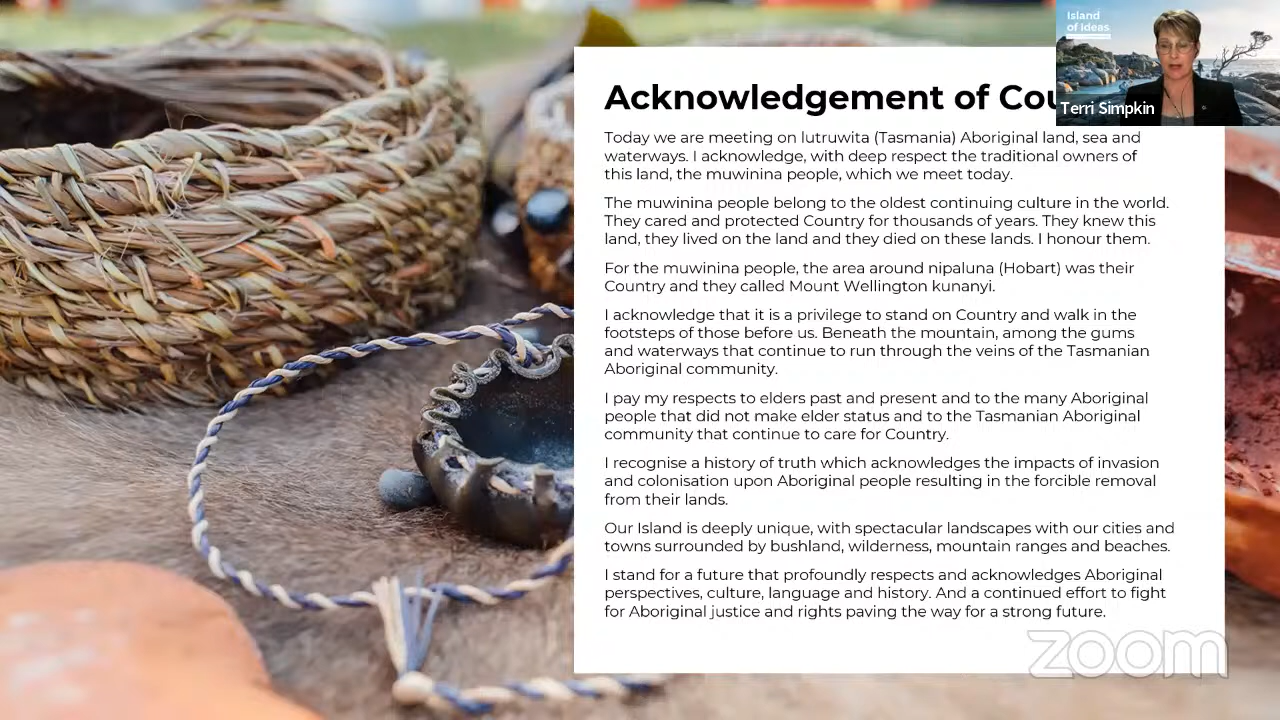 Island
of Ideas
Terri Simpkin
Acknowledgement of
Today we are meeting on lutruwita (Tasmania) Aboriginal land, sea and
waterways. I acknowledge, with deep respect the traditional owners of
this land, the muwinina people, which we meet today.
The muwinina people belong to the oldest continuing culture in the world.
They cared and protected Country for thousands of years. They knew this
land, they lived on the land and they died on these lands. I honour them.
For the muwinina people, the area around nipaluna (Hobart) was their
Country and they called Mount Wellington kunanyi.
I acknowledge that it is a privilege to stand on Country and walk in the
footsteps of those before us. Beneath the mountain, among the gums
and waterways that continue to run through the veins of the Tasmanian
Aboriginal community.
I pay my respects to elders past and present and to the many Aboriginal
people that did not make elder status and to the Tasmanian Aboriginal
community that continue to care for Country.
I recognise a history of truth which acknowledges the impacts of invasion
and colonisation upon Aboriginal people resulting in the forcible removal
from their lands.
Our Island is deeply unique, with spectacular landscapes with our cities and
towns surrounded by bushland, wilderness, mountain ranges and beaches.
I stand for a future that profoundly respects and acknowledges Aboriginal
perspectives, culture, language and history. And a continued effort to fight
for Aboriginal justice and rights paving the way for a strong future.
zoom